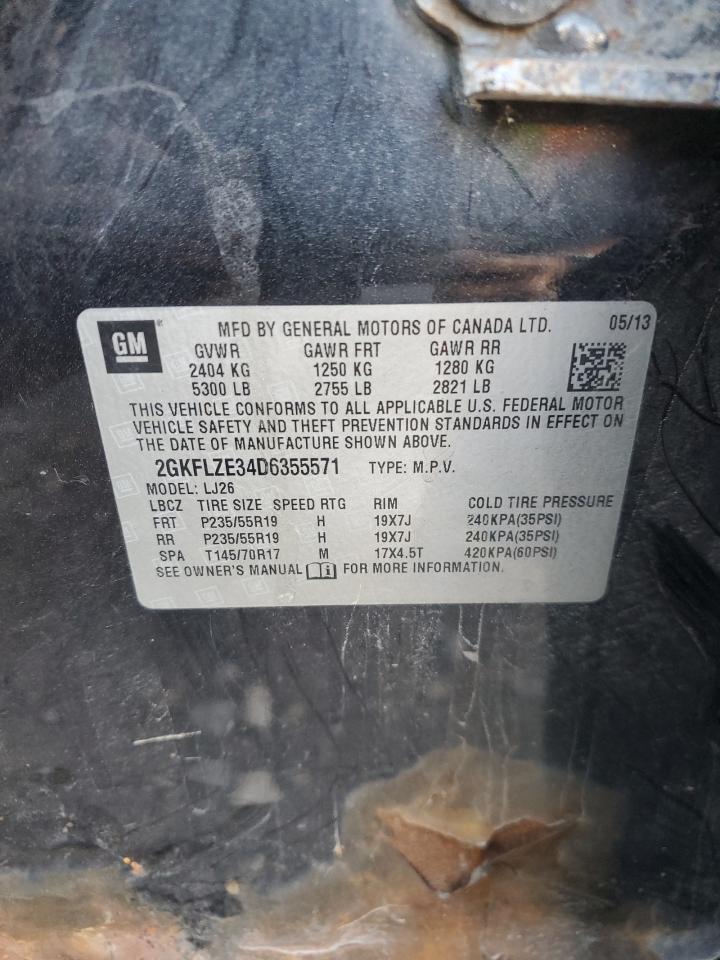 GM MFD BY GENERAL MOTORS OF CANADA LTD. 05/13
GVWR GAWR FRT GAWR RR
2404 KG 1250 KG 1280 KG
5300 LB 2755 LB 2821 LB
THIS VEHICLE CONFORMS TO ALL APPLICABLE U.S. FEDERAL MOTOR
VEHICLE SAFETY AND THEFT PREVENTION STANDARDS IN EFFECT ON
THE DATE OF MANUFACTURE SHOWN ABOVE.
2GKFLZE34D6355571 TYPE: M.P.V.
MODEL: LJ26
LBCZ TIRE SIZE SPEED RTG RIM COLD TIRE PRESSURE
FRT P235/55R19 H 19X7J 240KPA(35PSI)
RR P235/55R19 H 19X7J 240KPA(35PSI)
SPA T145/70R17 M 17X4.5T 420KPA(60PSI)
SEE OWNER'S MANUAL FOR MORE INFORMATION.